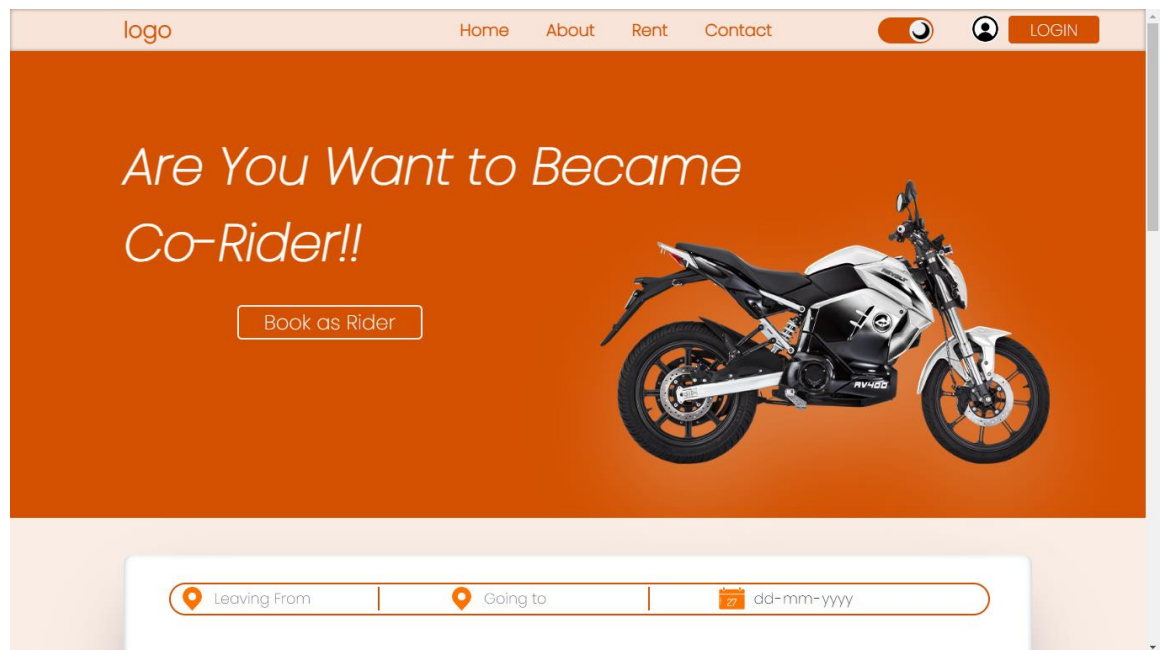 logo
Home About Rent Contact
LOGIN
Are You Want to Became
Co-Rider!!
Book as Rider
RV400
Leaving From
Going to
27
dd-mm-yyyy